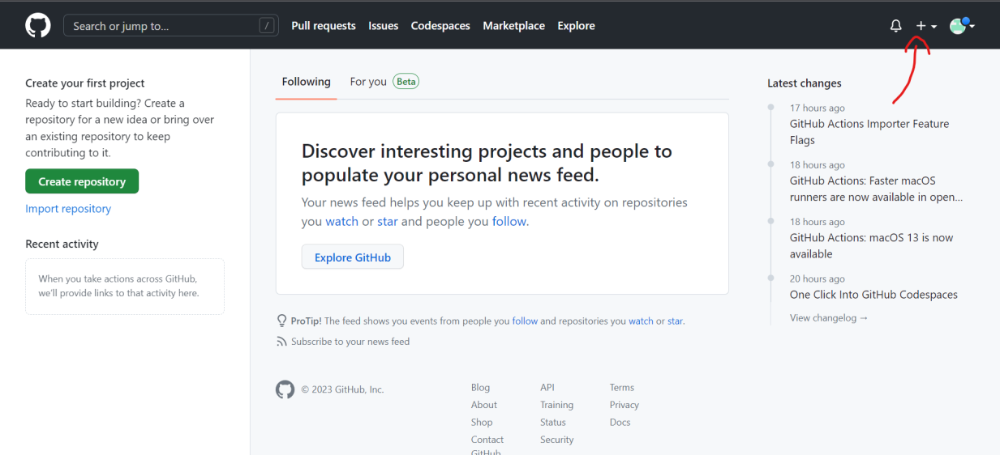 Search or jump to... /
Pull requests Issues Codespaces Marketplace Explore
Create your first project
Ready to start building? Create a
repository for a new idea or bring over
an existing repository to keep
contributing to it.
Create repository
Import repository
Recent activity
When you take actions across GitHub,
we'll provide links to that activity here.
Following For you Beta
Discover interesting projects and people to
populate your personal news feed.
Your news feed helps you keep up with recent activity on repositories
you watch or star and people you follow.
Explore GitHub
ProTip! The feed shows you events from people you follow and repositories you watch or star.
Subscribe to your news feed
Latest changes
17 hours ago
GitHub Actions Importer Feature
Flags
18 hours ago
GitHub Actions: Faster macOS
runners are now available in open...
18 hours ago
GitHub Actions: macOS 13 is now
available
20 hours ago
One Click Into GitHub Codespaces
View changelog →
© 2023 GitHub, Inc.
Blog
About
Shop
Contact
GitHub
API
Training
Status
Security
Terms
Privacy
Docs